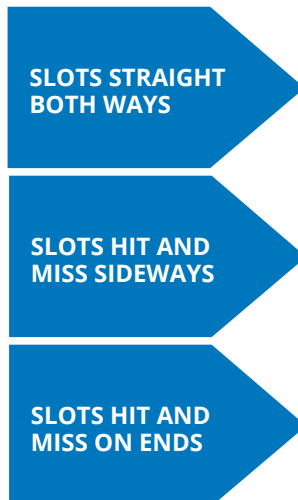 SLOTS STRAIGHT
BOTH WAYS
SLOTS HIT AND
MISS SIDEWAYS
SLOTS HIT AND
MISS ON ENDS